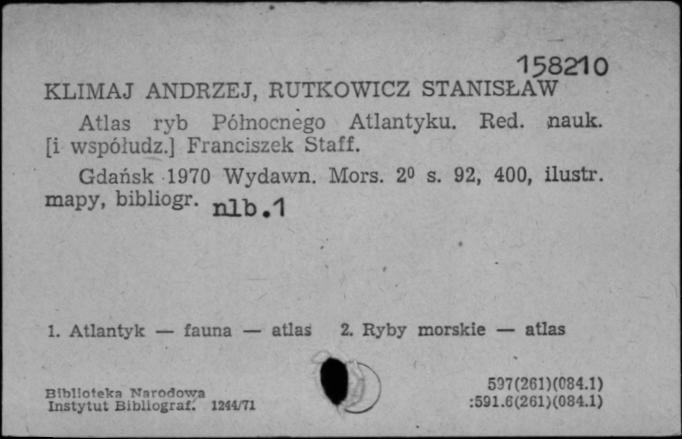 158210
KLIMAJ ANDRZEJ, RUTKOWICZ STANISŁAW
Atlas ryb Północnego Atlantyku. Red. nauk.
[i współudz.] Franciszek Staff.
Gdańsk 1970 Wydawn. Mors. 2º s. 92, 400, ilustr.
mapy, bibliogr. nlb.1
1. Atlantyk — fauna — atlas 2. Ryby morskie — atlas
Biblioteka Narodowa 597(261)(084.1)
Instytut Bibliograf. 1244/71 :591.6(261)(084.1)